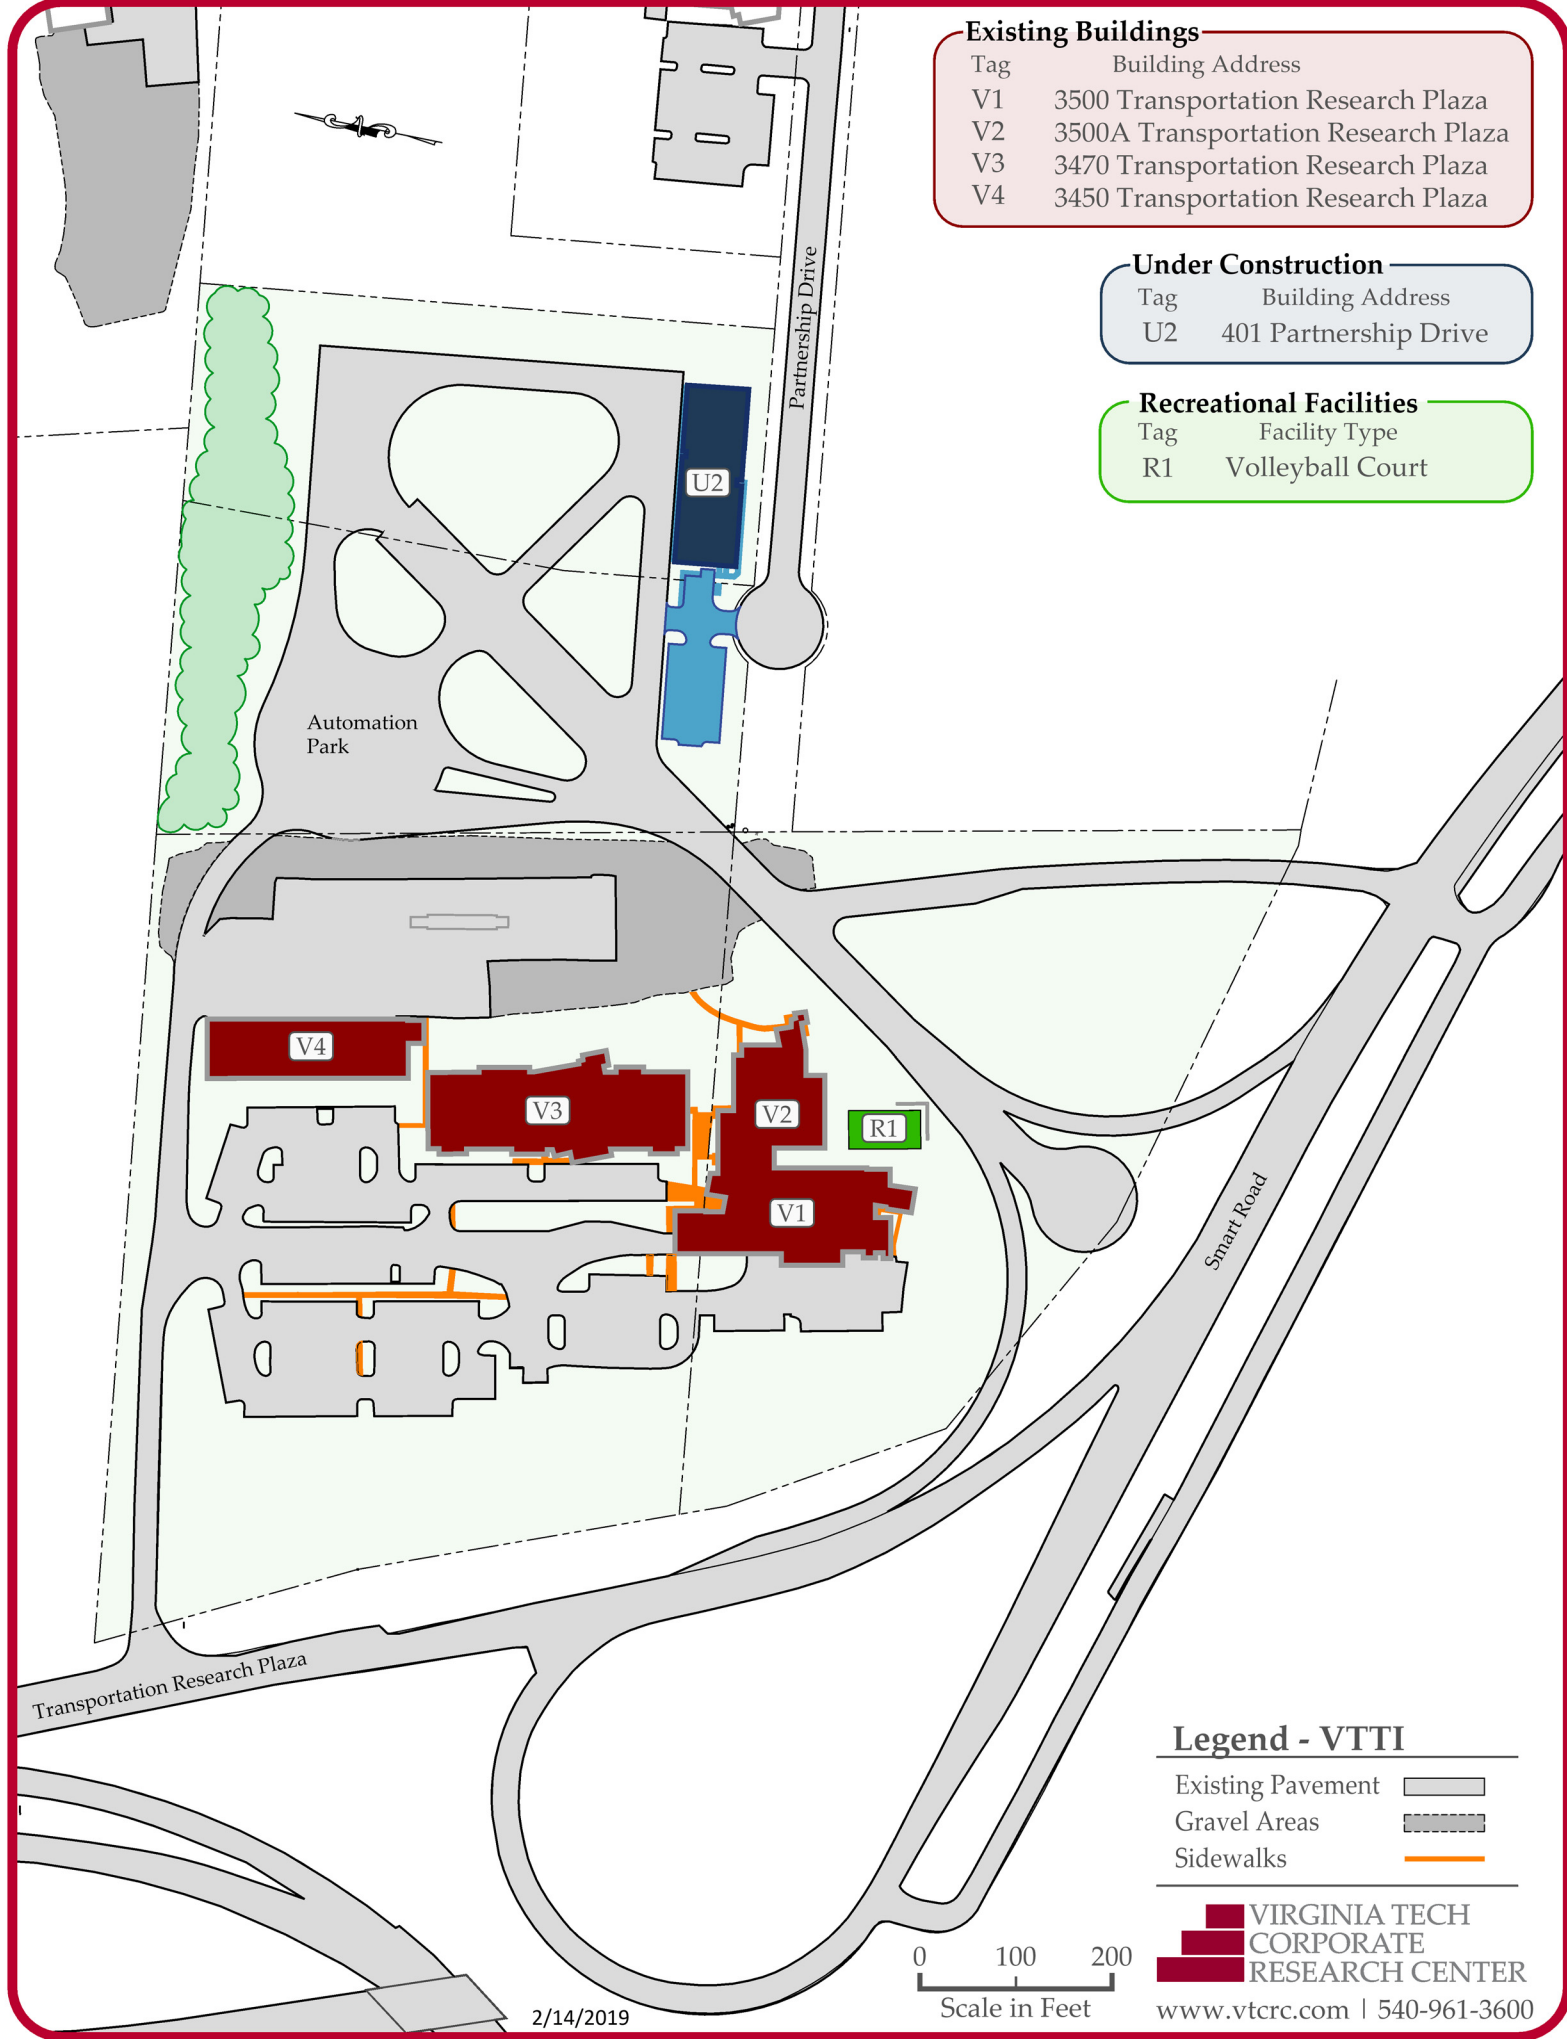 Existing Buildings
Tag Building Address
V1 3500 Transportation Research Plaza
V2 3500A Transportation Research Plaza
V3 3470 Transportation Research Plaza
V4 3450 Transportation Research Plaza
Under Construction
Tag Building Address
U2 401 Partnership Drive
Recreational Facilities
Tag Facility Type
R1 Volleyball Court
Partnership Drive
U2
Automation
Park
V4
V3
V2
R1
V1
Smart Road
Transportation Research Plaza
Legend - VTTI
Existing Pavement
Gravel Areas
Sidewalks
VIRGINIA TECH
CORPORATE
RESEARCH CENTER
www.vtcrc.com | 540-961-3600
0 100 200
Scale in Feet
2/14/2019